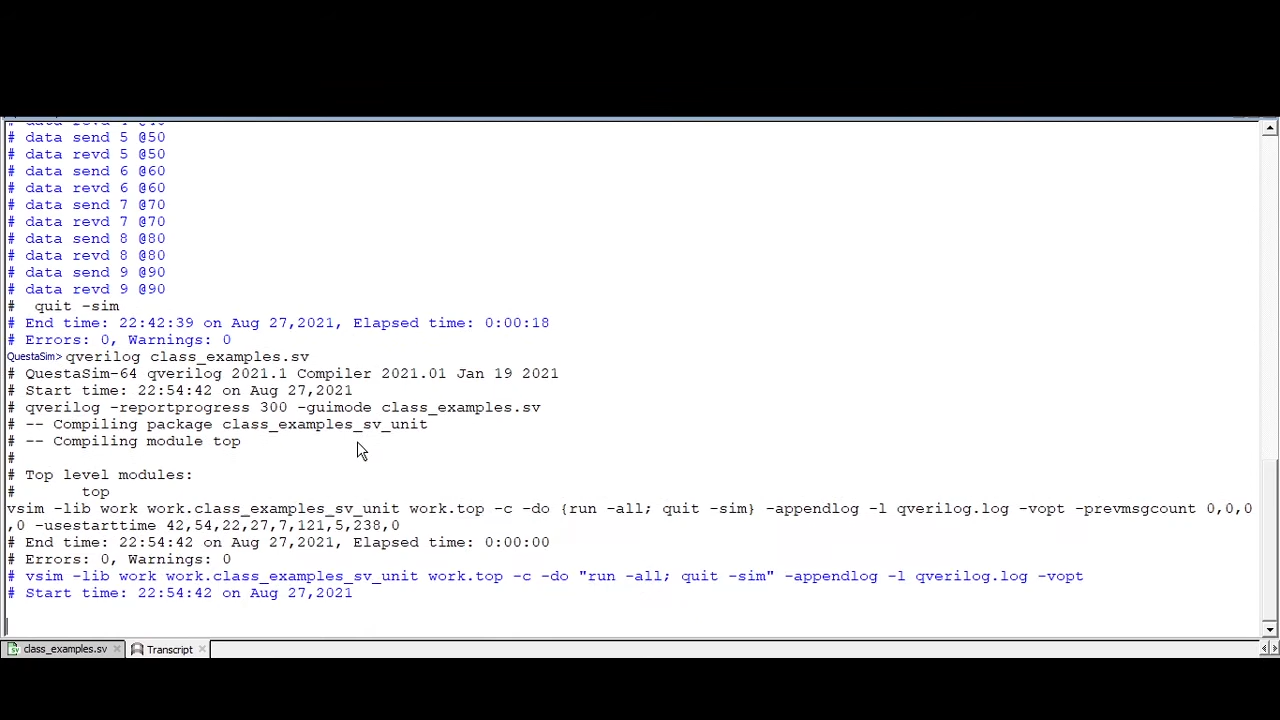 # data send 5 @50
# data revd 5 @50
# data send 6 @60
# data revd 6 @60
# data send 7 @70
# data revd 7 @70
# data send 8 @80
# data revd 8 @80
# data send 9 @90
# data revd 9 @90
#  quit -sim
# End time: 22:42:39 on Aug 27,2021, Elapsed time: 0:00:18
# Errors: 0, Warnings: 0
QuestaSim> qverilog class_examples.sv
# QuestaSim-64 qverilog 2021.1 Compiler 2021.01 Jan 19 2021
# Start time: 22:54:42 on Aug 27,2021
# qverilog -reportprogress 300 -guimode class_examples.sv
# -- Compiling package class_examples_sv_unit
# -- Compiling module top
#
# Top level modules:
#       top
vsim -lib work work.class_examples_sv_unit work.top -c -do {run -all; quit -sim} -appendlog -l qverilog.log -vopt -prevmsgcount 0,0,0
,0 -usestarttime 42,54,22,27,7,121,5,238,0
# End time: 22:54:42 on Aug 27,2021, Elapsed time: 0:00:00
# Errors: 0, Warnings: 0
# vsim -lib work work.class_examples_sv_unit work.top -c -do "run -all; quit -sim" -appendlog -l qverilog.log -vopt
# Start time: 22:54:42 on Aug 27,2021
class_examples.sv
Transcript